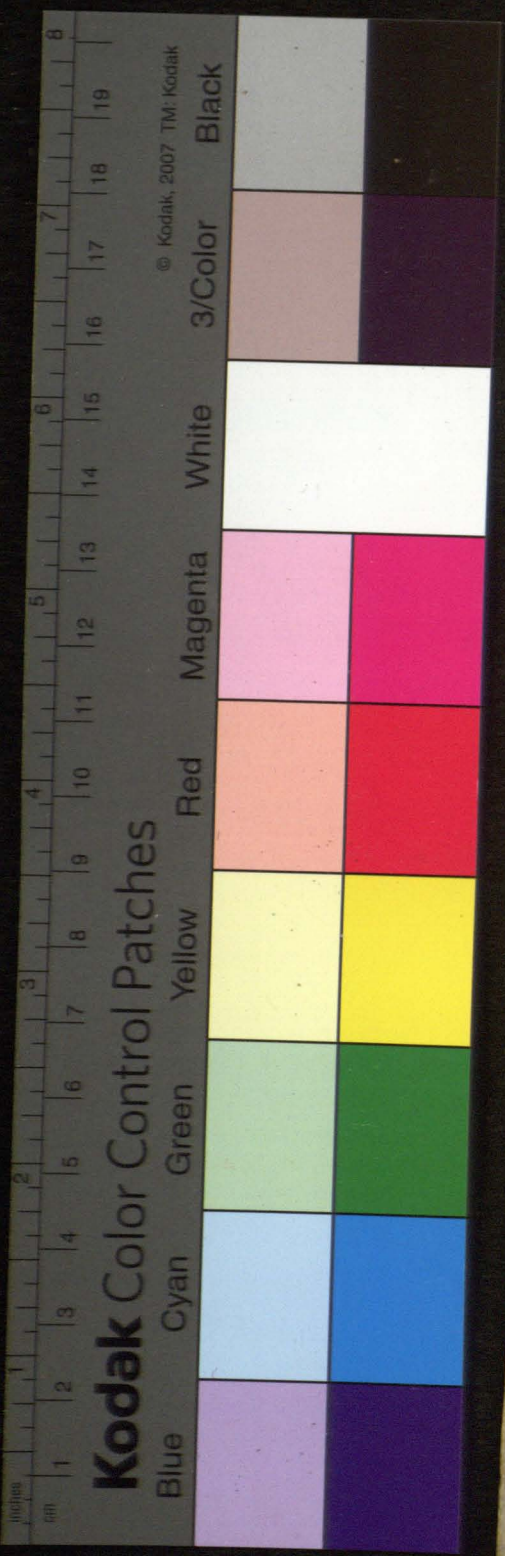 Kodak Color Control Patches
Blue Cyan Green Yellow Red Magenta White 3/Color Black
© Kodak, 2007 TM: Kodak
inches 1 2 3 4 5 6 7 8
cm 1 2 3 4 5 6 7 8 9 10 11 12 13 14 15 16 17 18 19